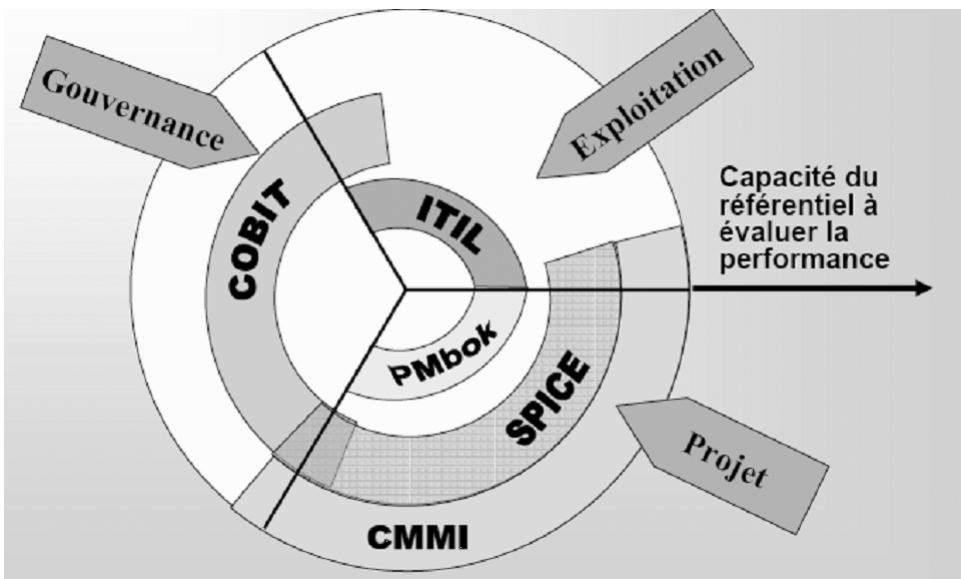 Gouvernance
Exploitation
Capacité du
référentiel à
évaluer la
performance
COBIT
ITIL
PMbok
SPICE
Projet
CMMI